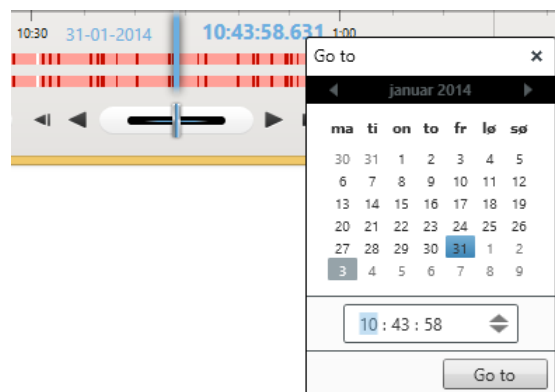 10:30 31-01-2014 10:43:58.631 1:00
Go to ×
januar 2014
ma ti on to fr lø sø
30 31 1 2 3 4 5
6 7 8 9 10 11 12
13 14 15 16 17 18 19
20 21 22 23 24 25 26
27 28 29 30 31 1 2
3 4 5 6 7 8 9
10 : 43 : 58
Go to